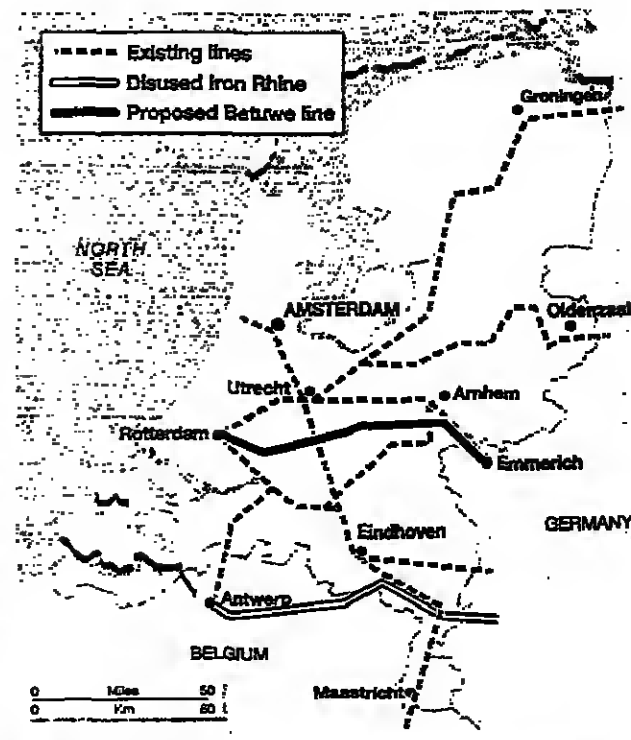 Existing lines
Disused Iron Rhine
Proposed Betuwe line
Groningen
NORTH
SEA
AMSTERDAM
Oldenzaal
Utrecht
Arnhem
Rotterdam
Emmerich
GERMANY
Eindhoven
Antwerp
BELGIUM
Maastricht
0 Miles 50
0 Km 80